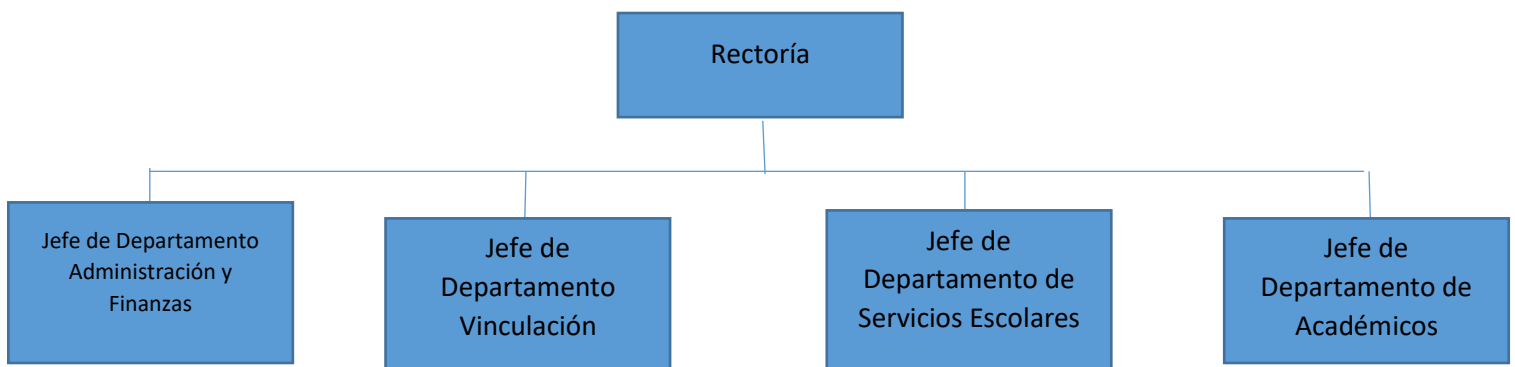 Rectoría
Jefe de Departamento
Administración y
Finanzas
Jefe de
Departamento
Vinculación
Jefe de
Departamento de
Servicios Escolares
Jefe de
Departamento de
Académicos